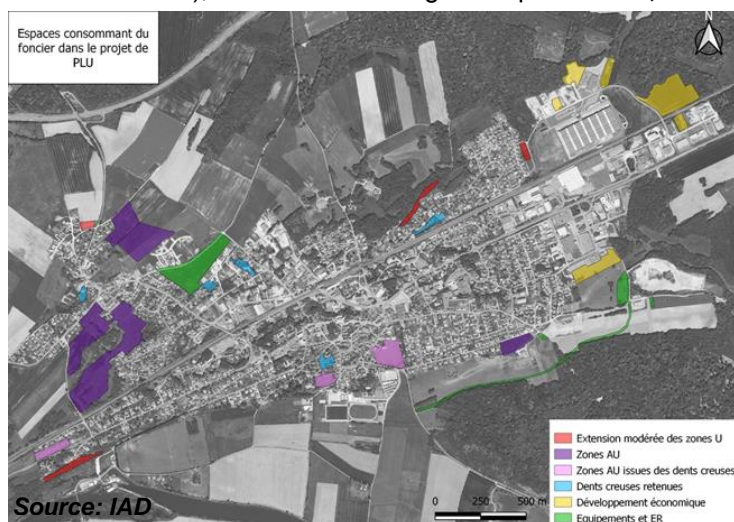 Espaces consommant du
foncier dans le projet de
PLU
N
Extension modérée des zones U
Zones AU
Zones AU issues des dents creuses
Dents creuses retenues
Développement économique
Equipements et ER
0 250 500 m
Source: IAD